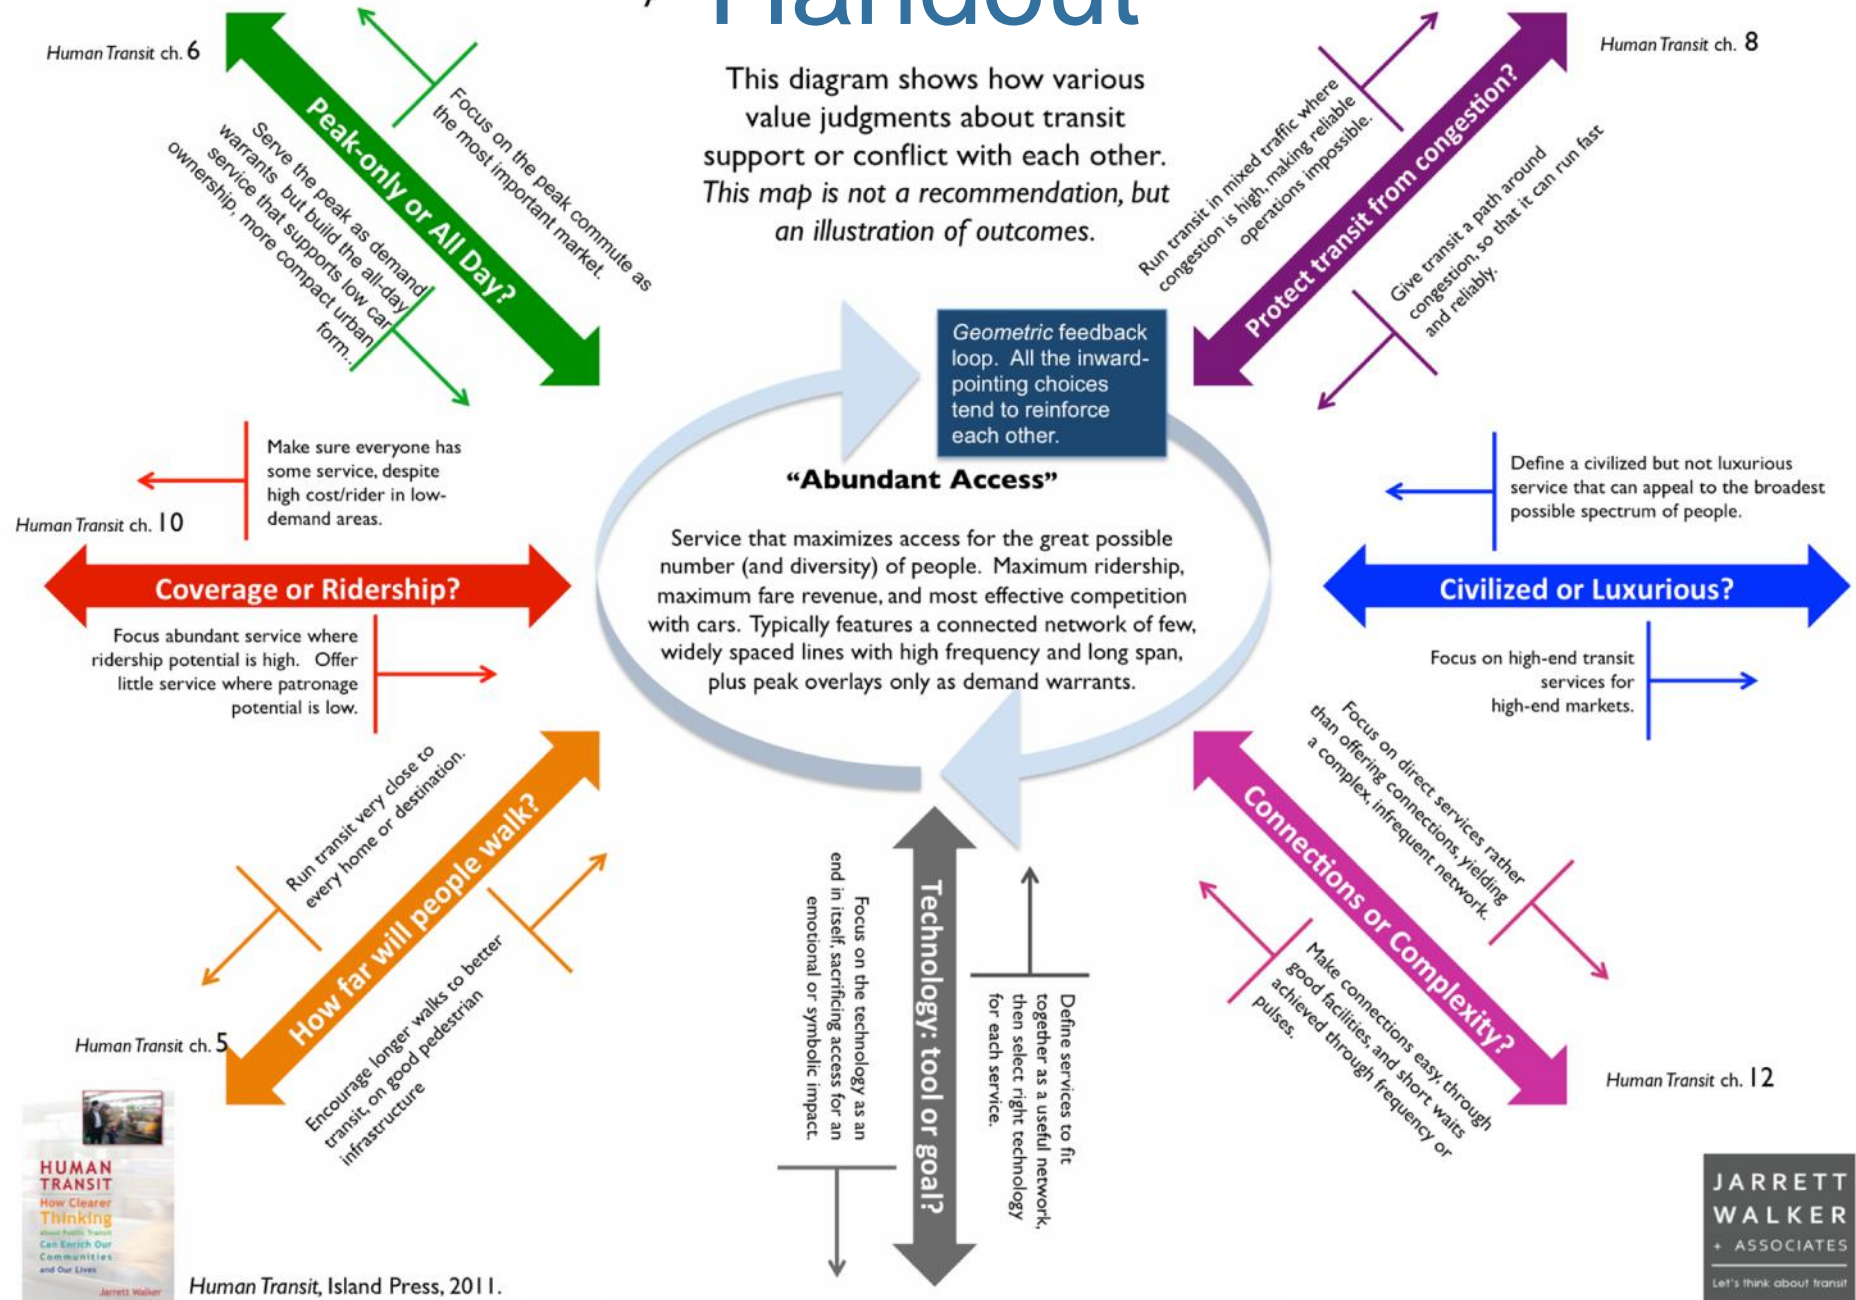 Handout
This diagram shows how various
value judgments about transit
support or conflict with each other.
This map is not a recommendation, but
an illustration of outcomes.
Human Transit ch. 6
Peak-only or All Day?
Focus on the peak commute as
the most important market.
Serve the peak as demand
warrants but build the all-day
service that supports low car
ownership, more compact urban
form...
Human Transit ch. 8
Protect transit from congestion?
Run transit in mixed traffic where
congestion is high, making reliable
operations impossible.
Give transit a path around
congestion, so that it can run fast
and reliably.
Geometric feedback
loop. All the inward-
pointing choices
tend to reinforce
each other.
Make sure everyone has
some service, despite
high cost/rider in low-
demand areas.
Human Transit ch. 10
Coverage or Ridership?
Focus abundant service where
ridership potential is high. Offer
little service where patronage
potential is low.
“Abundant Access”
Service that maximizes access for the great possible
number (and diversity) of people. Maximum ridership,
maximum fare revenue, and most effective competition
with cars. Typically features a connected network of few,
widely spaced lines with high frequency and long span,
plus peak overlays only as demand warrants.
Define a civilized but not luxurious
service that can appeal to the broadest
possible spectrum of people.
Civilized or Luxurious?
Focus on high-end transit
services for
high-end markets.
Run transit very close to
every home or destination.
How far will people walk?
Encourage longer walks to better
transit, on good pedestrian
infrastructure
Human Transit ch. 5
Focus on the technology as an
end in itself, sacrificing access for an
emotional or symbolic impact.
Technology: tool or goal?
Define services to fit
together as a useful network,
then select right technology
for each service.
Focus on direct services rather
than offering connections, yielding
a complex, infrequent network.
Connections or Complexity?
Make connections easy, through
good facilities, and short waits
achieved through frequency or
pulses.
Human Transit ch. 12
HUMAN
TRANSIT
How Clearer
Thinking
about Public Transit
Can Enrich Our
Communities
and Our Lives
Jarrett Walker
Human Transit, Island Press, 2011.
JARRETT
WALKER
+ ASSOCIATES
Let's think about transit